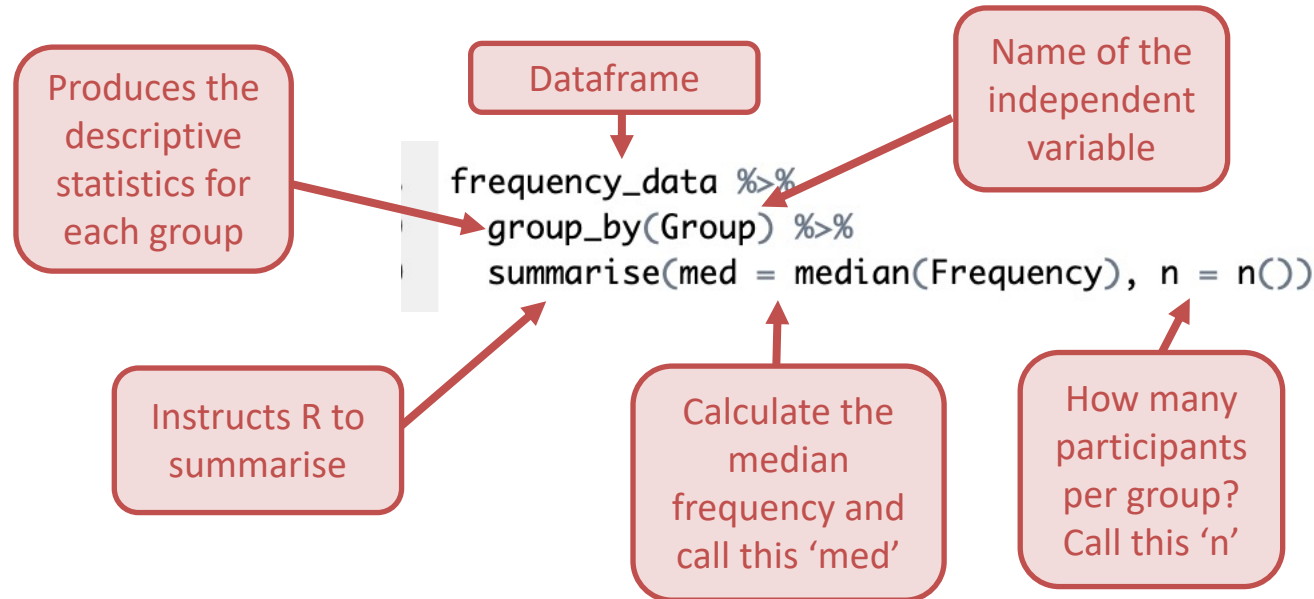 Produces the
descriptive
statistics for
each group
Dataframe
Name of the
independent
variable
frequency_data %>%
group_by(Group) %>%
summarise(med = median(Frequency), n = n())
Instructs R to
summarise
Calculate the
median
frequency and
call this ‘med’
How many
participants
per group?
Call this ‘n’